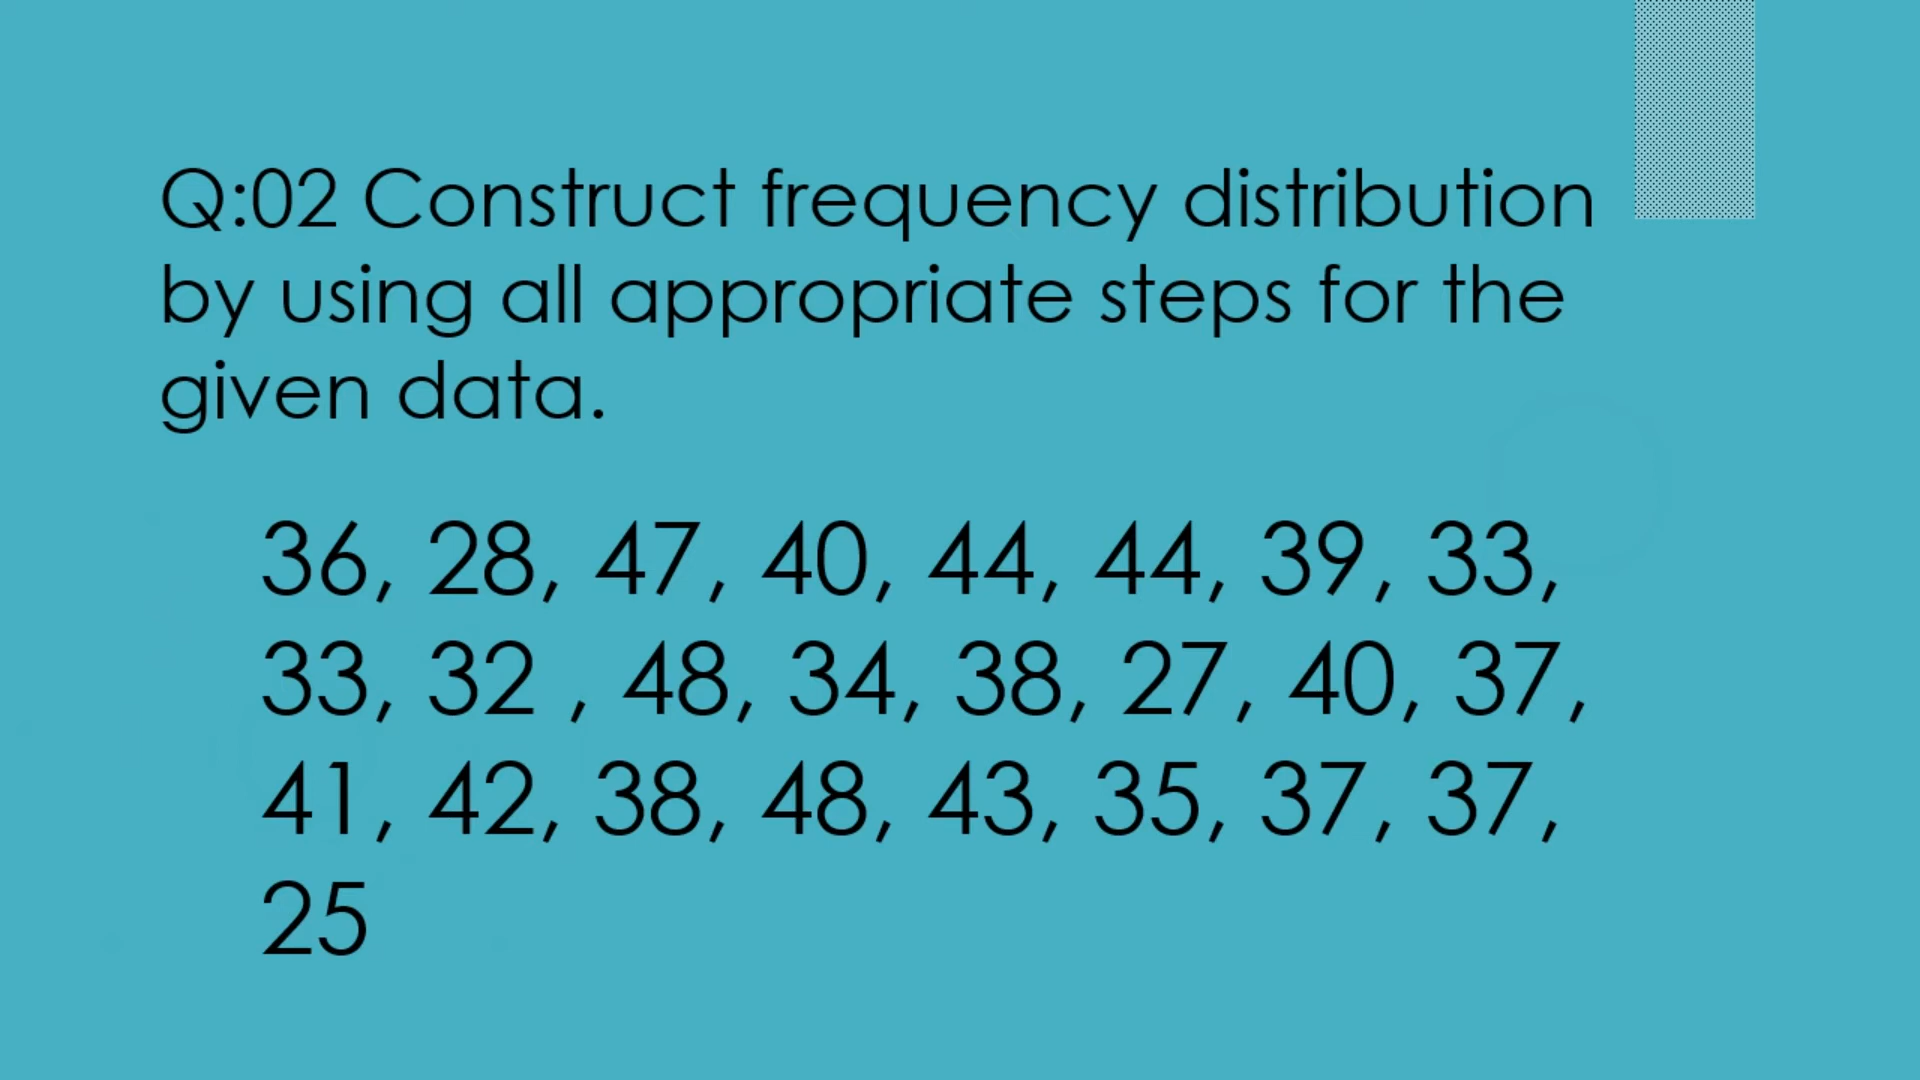 Q:02 Construct frequency distribution
by using all appropriate steps for the
given data.
36, 28, 47, 40, 44, 44, 39, 33,
33, 32 , 48, 34, 38, 27, 40, 37,
41, 42, 38, 48, 43, 35, 37, 37,
25